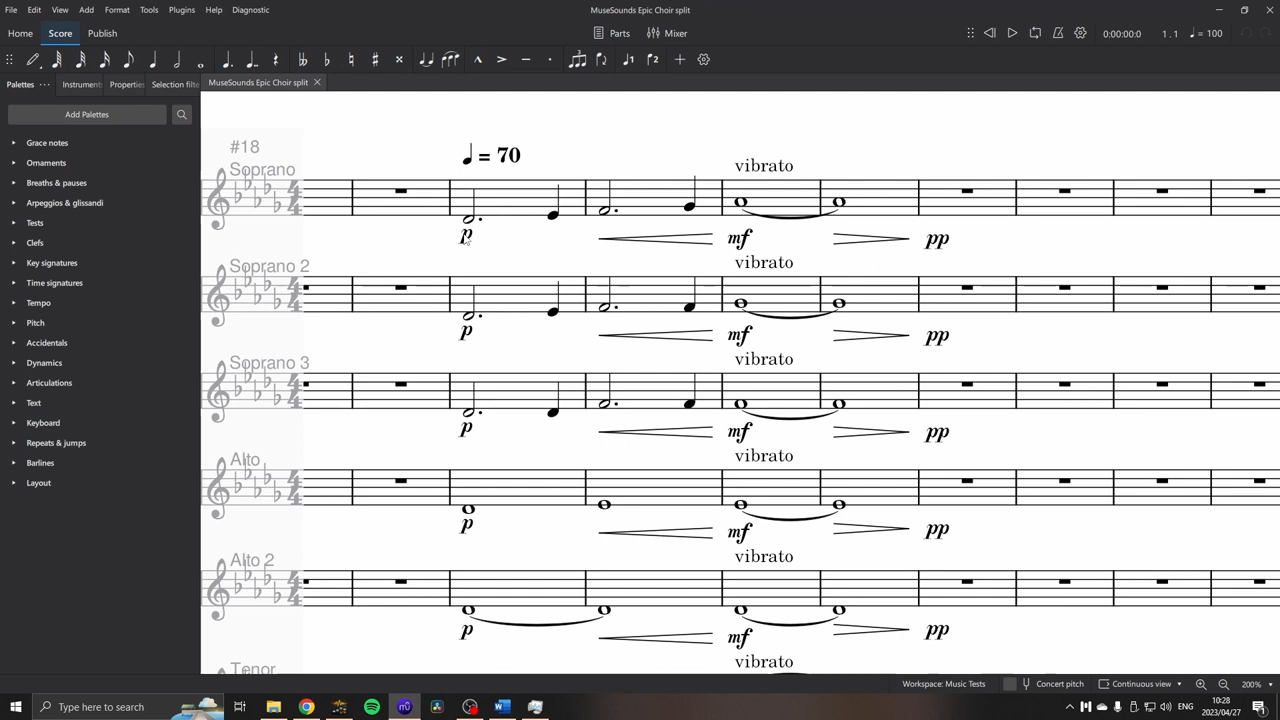 File Edit View Add Format Tools Plugins Help Diagnostic
MuseSounds Epic Choir split
Home Score Publish
Parts Mixer
0:00:00:0 1 . 1 = 100
Palettes Instrument Properties Selection filte
MuseSounds Epic Choir split
Add Palettes
Grace notes
Ornaments
Breaths & pauses
Arpeggios & glissandi
Tests
Clefs
Key signatures
Time signatures
Tempo
Pitch
Accidentals
Dynamics
Articulations
Text
Keyboard
Repeats & jumps
Barlines
Layout
#18
= 70
Soprano
vibrato
p mf pp
Soprano 2
vibrato
p mf pp
Soprano 3
vibrato
p mf pp
Alto
vibrato
p mf pp
Alto 2
vibrato
p mf pp
Tenor
vibrato
Workspace: Music Tests Concert pitch Continuous view 200%
Type here to search
ENG
10:28
2023/04/27